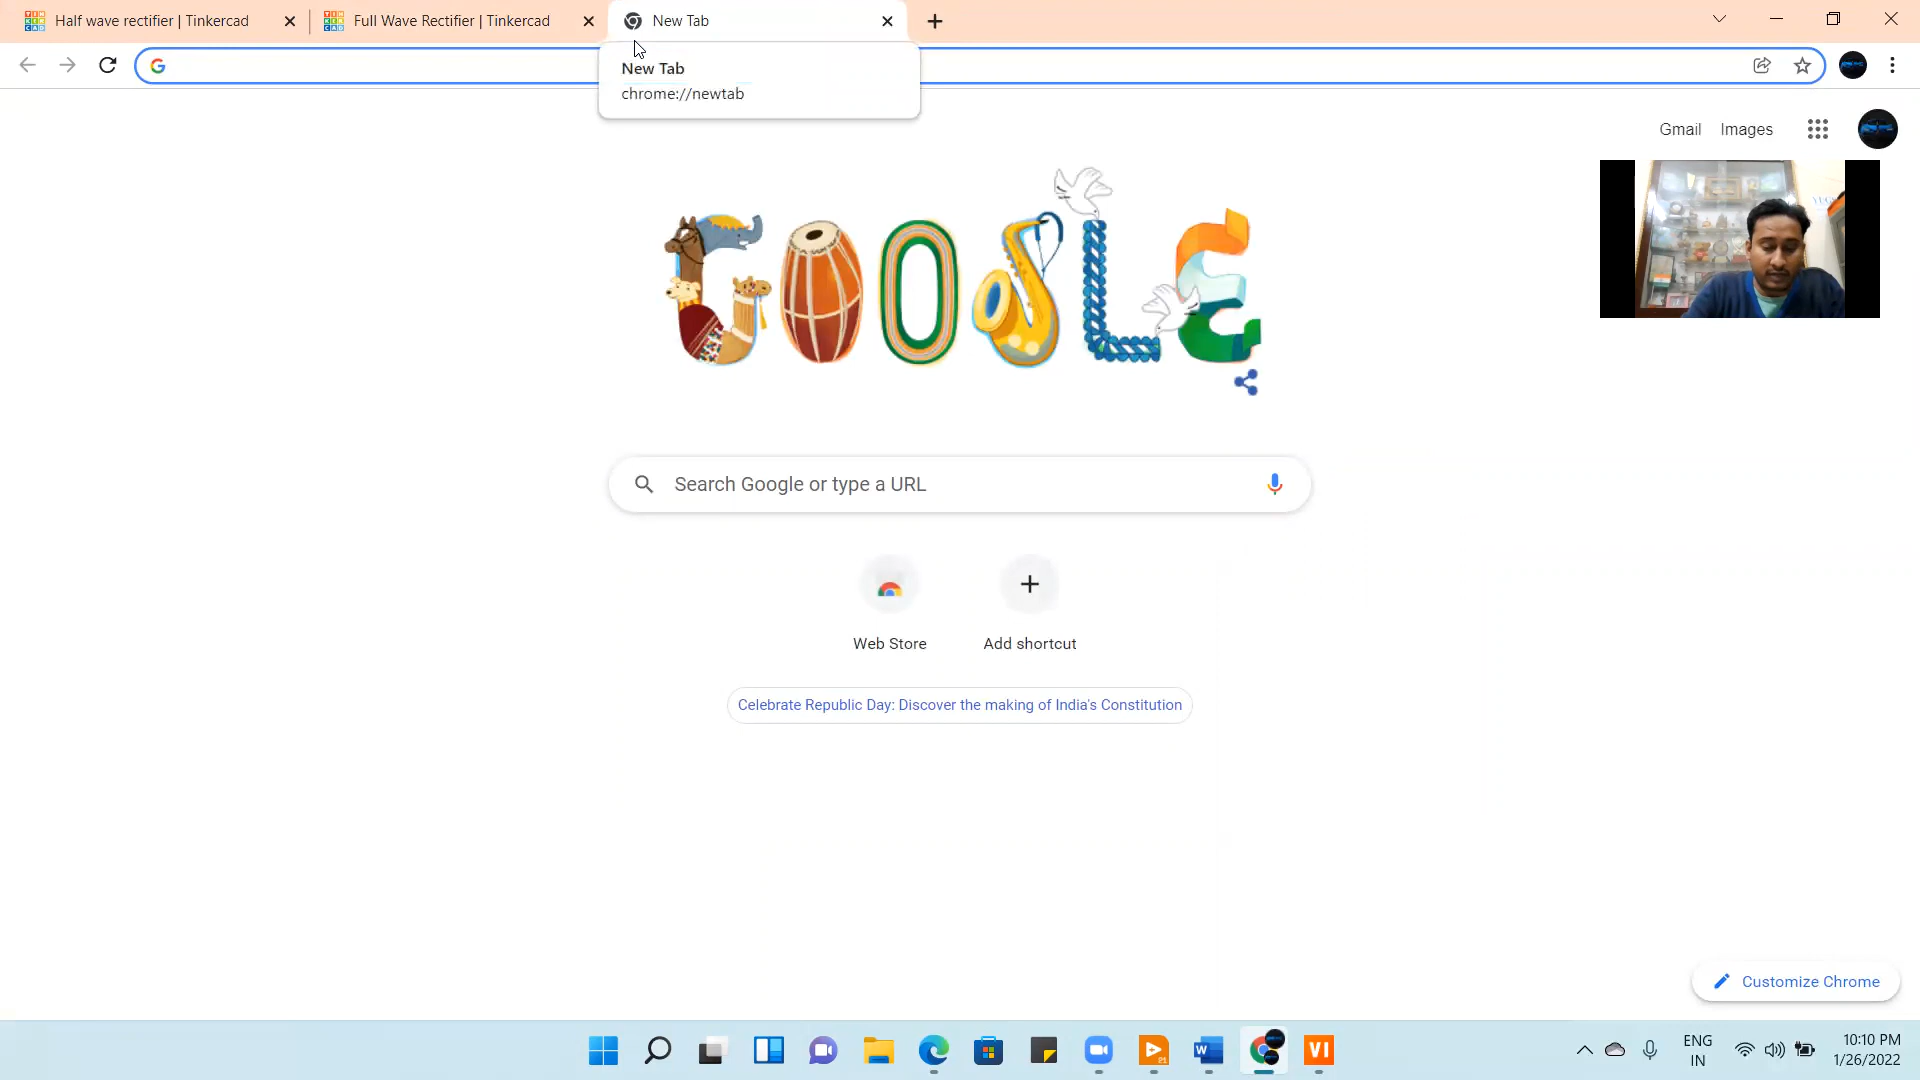 Half wave rectifier | Tinkercad
Full Wave Rectifier | Tinkercad
New Tab
New Tab
chrome://newtab
Gmail
Images
GOOGLE
Search Google or type a URL
Web Store
Add shortcut
Celebrate Republic Day: Discover the making of India's Constitution
Customize Chrome
VI
ENG
IN
10:10 PM
1/26/2022